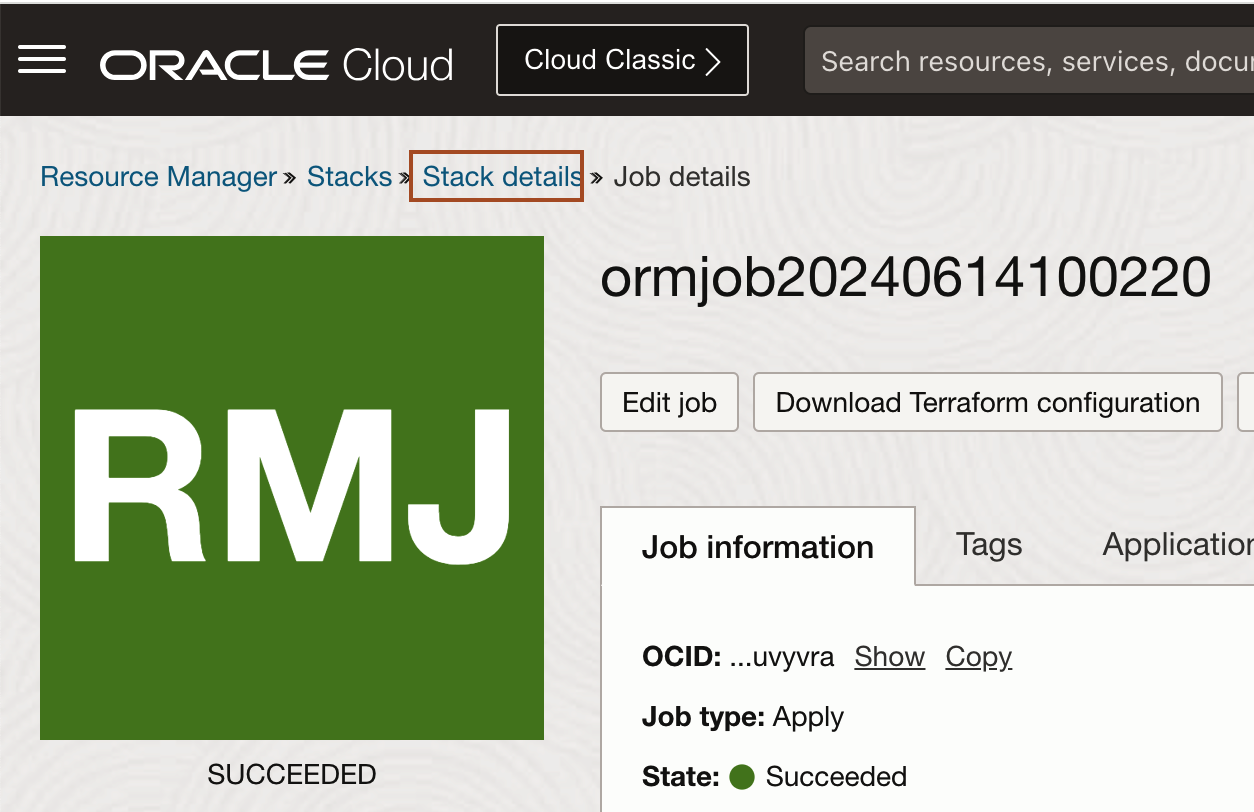 ORACLE Cloud
Cloud Classic
Search resources, services, docu
Resource Manager » Stacks » Stack details » Job details
RMJ
SUCCEEDED
ormjob20240614100220
Edit job
Download Terraform configuration
Job information
Tags
Application
OCID: ...uvyvra Show Copy
Job type: Apply
State: Succeeded